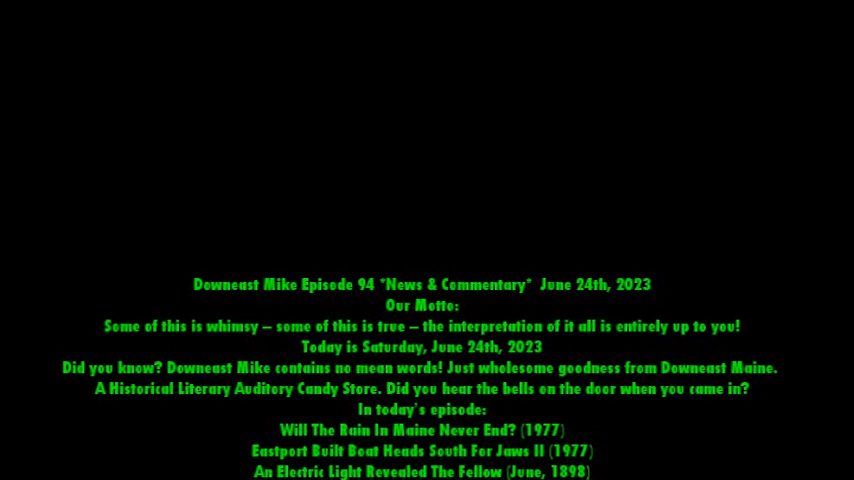 Downeast Mike Episode 94 *News & Commentary*  June 24th, 2023
Our Motto:
Some of this is whimsy – some of this is true – the interpretation of it all is entirely up to you!
Today is Saturday, June 24th, 2023
Did you know? Downeast Mike contains no mean words! Just wholesome goodness from Downeast Maine.
A Historical Literary Auditory Candy Store. Did you hear the bells on the door when you came in?
In today's episode:
Will The Rain In Maine Never End? (1977)
Eastport Built Boat Heads South For Jaws II (1977)
An Electric Light Revealed The Fellow (June, 1898)